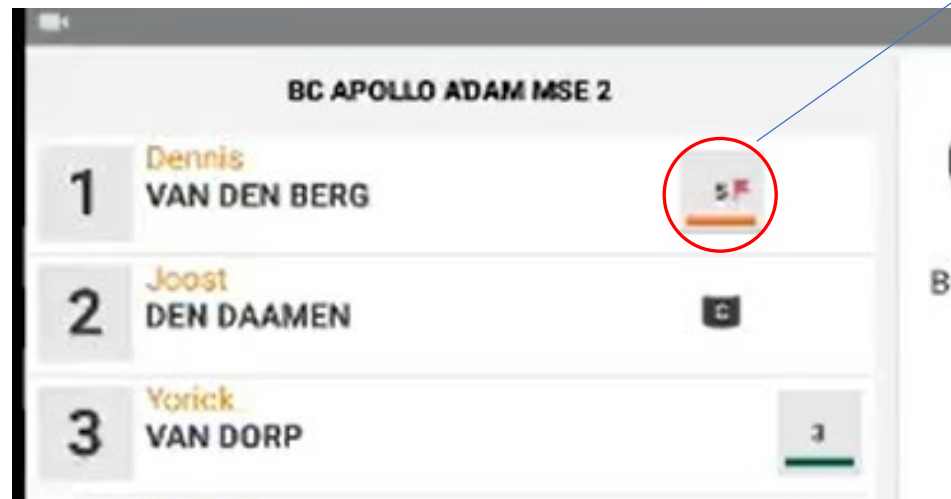 BC APOLLO A'DAM MSE 2
1 Dennis
VAN DEN BERG 5
2 Joost
DEN DAAMEN C
3 Yorick
VAN DORP 3
B